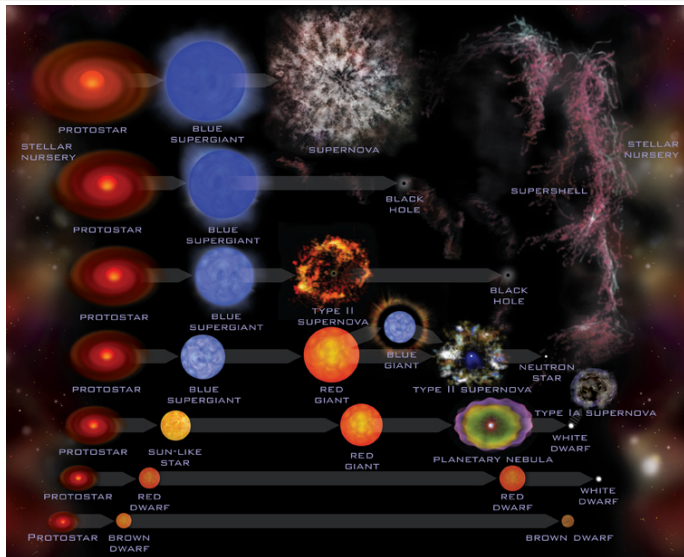 PROTOSTAR
BLUE
SUPERGIANT
SUPERNOVA
STELLAR
NURSERY
STELLAR
NURSERY
PROTOSTAR
BLUE
SUPERGIANT
BLACK
HOLE
SUPERSHELL
PROTOSTAR
BLUE
SUPERGIANT
TYPE II
SUPERNOVA
BLACK
HOLE
PROTOSTAR
BLUE
SUPERGIANT
RED
GIANT
BLUE
GIANT
TYPE II SUPERNOVA
NEUTRON
STAR
TYPE IA SUPERNOVA
PROTOSTAR
SUN-LIKE
STAR
RED
GIANT
PLANETARY NEBULA
WHITE
DWARF
PROTOSTAR
RED
DWARF
RED
DWARF
WHITE
DWARF
PROTOSTAR
BROWN
DWARF
BROWN DWARF